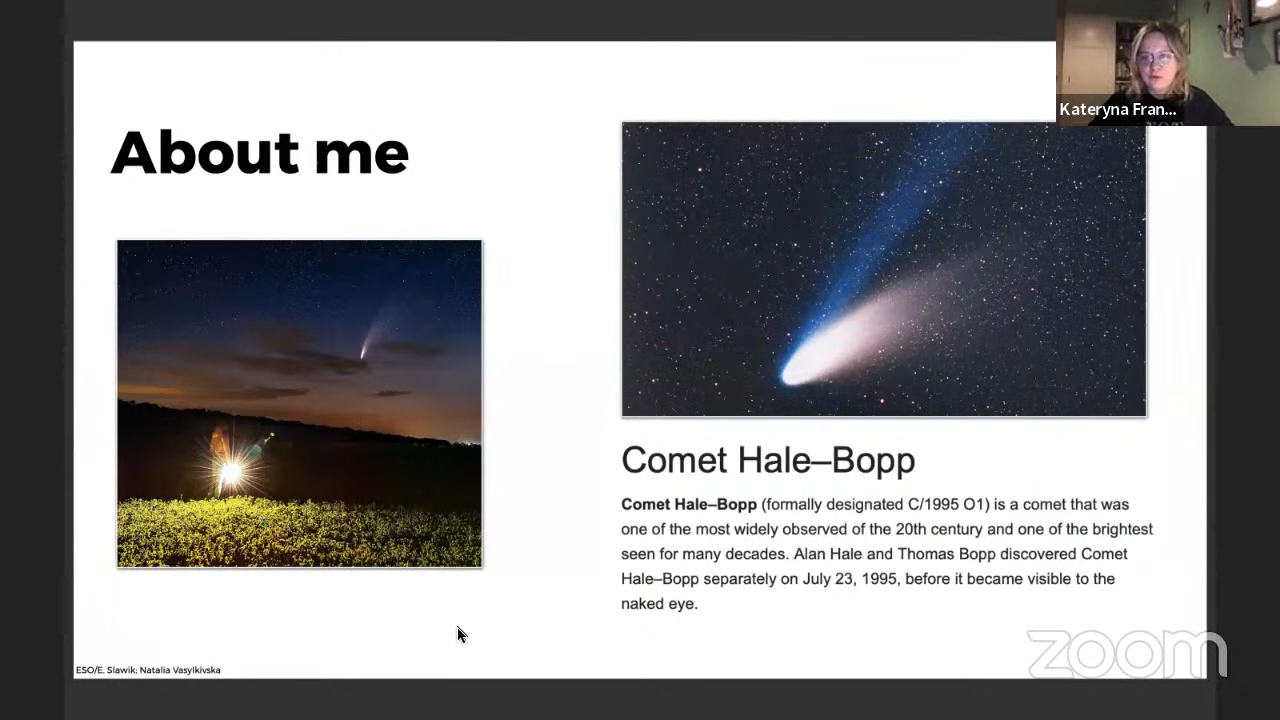 Kateryna Fran...
About me
Comet Hale–Bopp
Comet Hale–Bopp (formally designated C/1995 O1) is a comet that was
one of the most widely observed of the 20th century and one of the brightest
seen for many decades. Alan Hale and Thomas Bopp discovered Comet
Hale–Bopp separately on July 23, 1995, before it became visible to the
naked eye.
zoom
ESO/E. Slawik; Natalia Vasylkivska